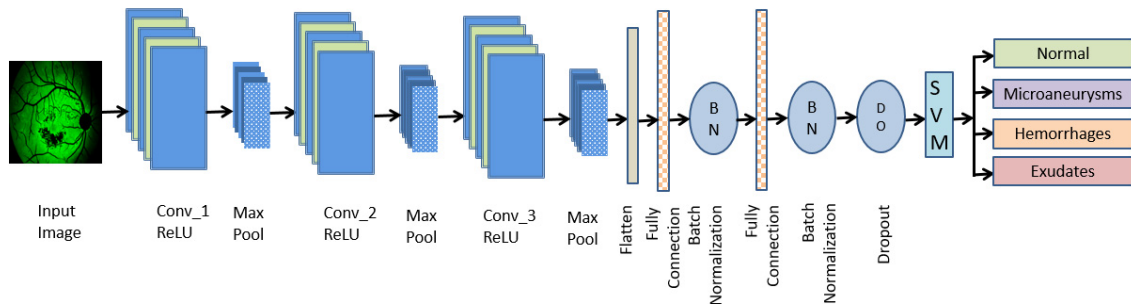 B
N
B
N
D
O
S
V
M
Normal
Microaneurysms
Hemorrhages
Exudates
Input
Image
Conv_1
ReLU
Max
Pool
Conv_2
ReLU
Max
Pool
Conv_3
ReLU
Max
Pool
Flatten
Fully
Connection
Batch
Normalization
Fully
Connection
Batch
Normalization
Dropout